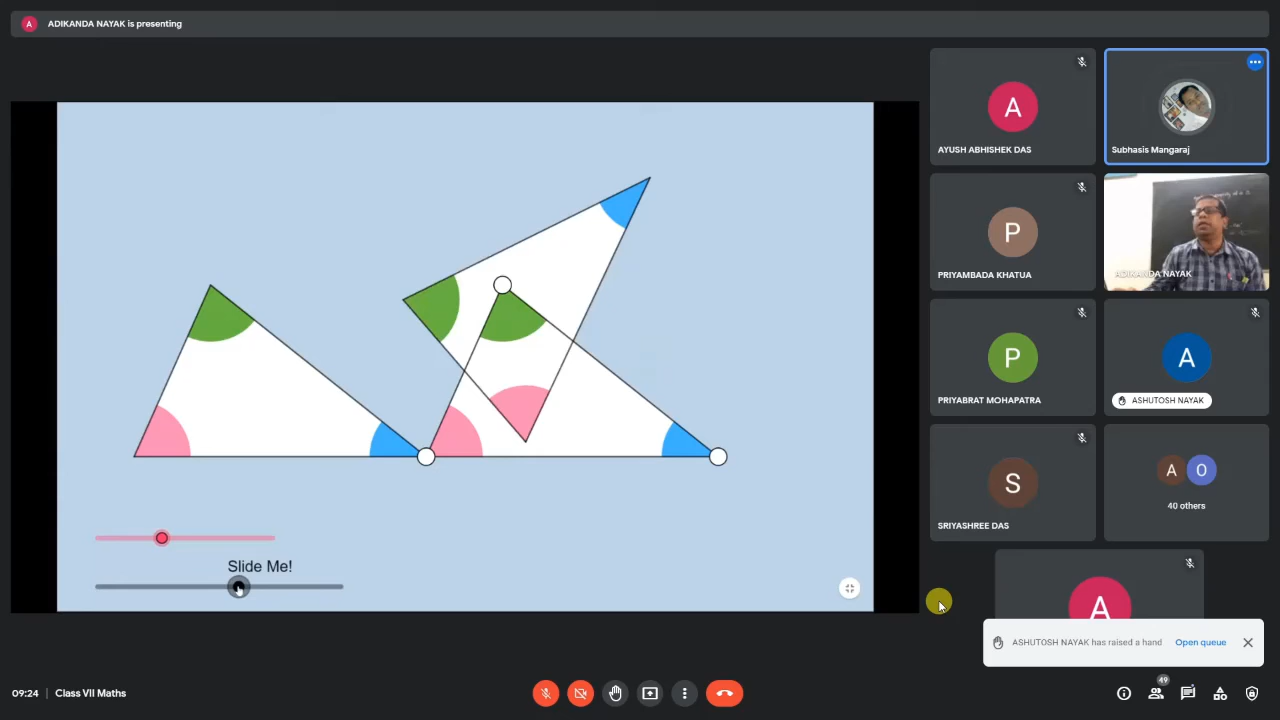 A ADIKANDA NAYAK is presenting
A
AYUSH ABHISHEK DAS
Subhasis Mangaraj
P
PRIYAMBADA KHATUA
ADIKANDA NAYAK
P
PRIYABRAT MOHAPATRA
A
ASHUTOSH NAYAK
S
SRIYASHREE DAS
A O
40 others
A
Slide Me!
ASHUTOSH NAYAK has raised a hand Open queue
09:24 | Class VII Maths
49